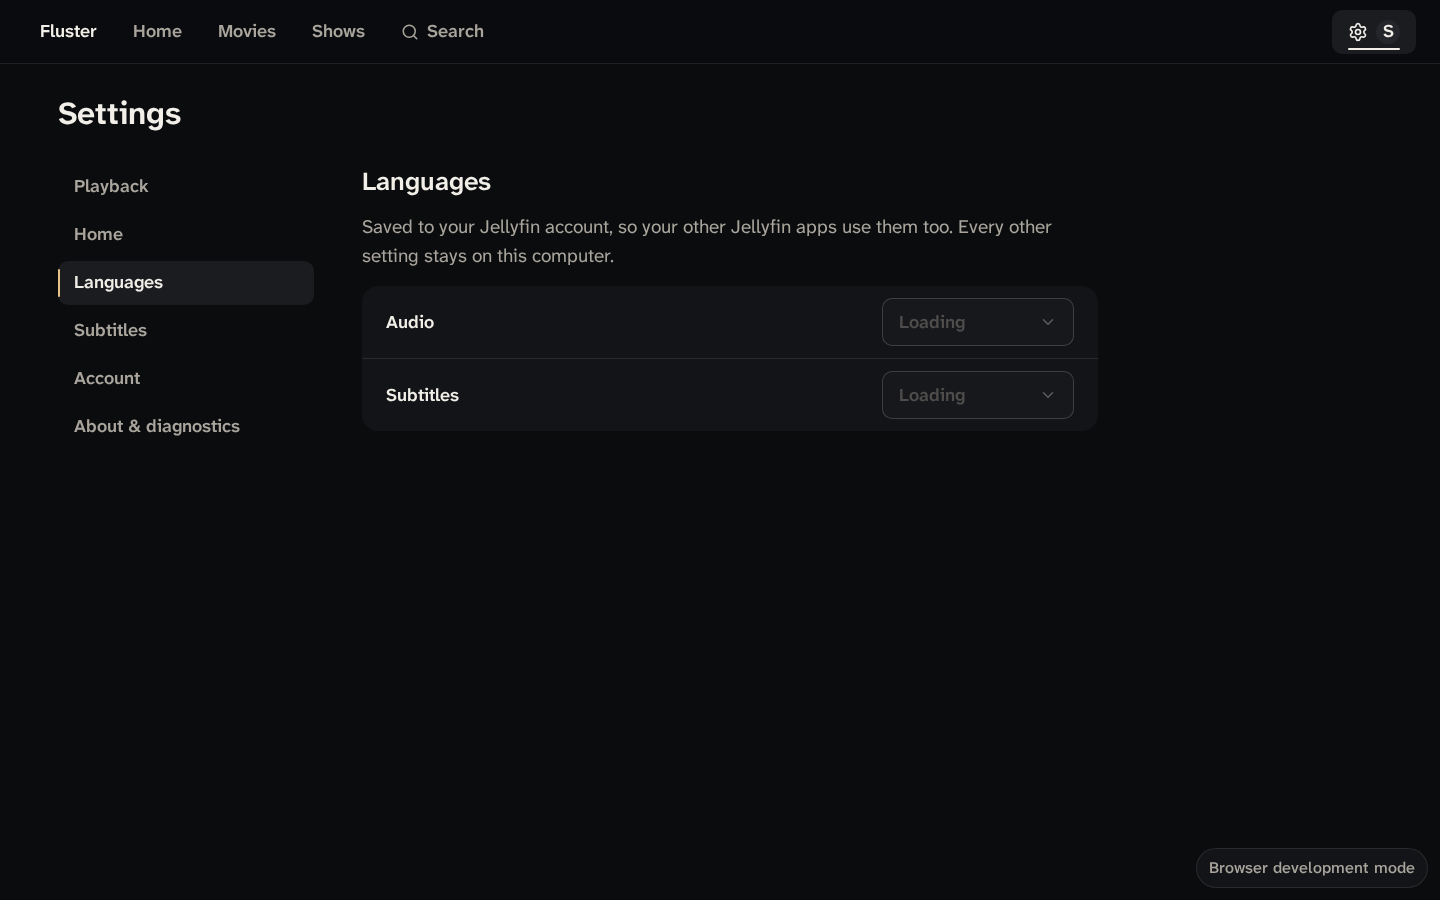 Fluster
Home
Movies
Shows
Search
S
Settings
Playback
Home
Languages
Subtitles
Account
About & diagnostics
Languages
Saved to your Jellyfin account, so your other Jellyfin apps use them too. Every other
setting stays on this computer.
Audio
Loading
Subtitles
Loading
Browser development mode